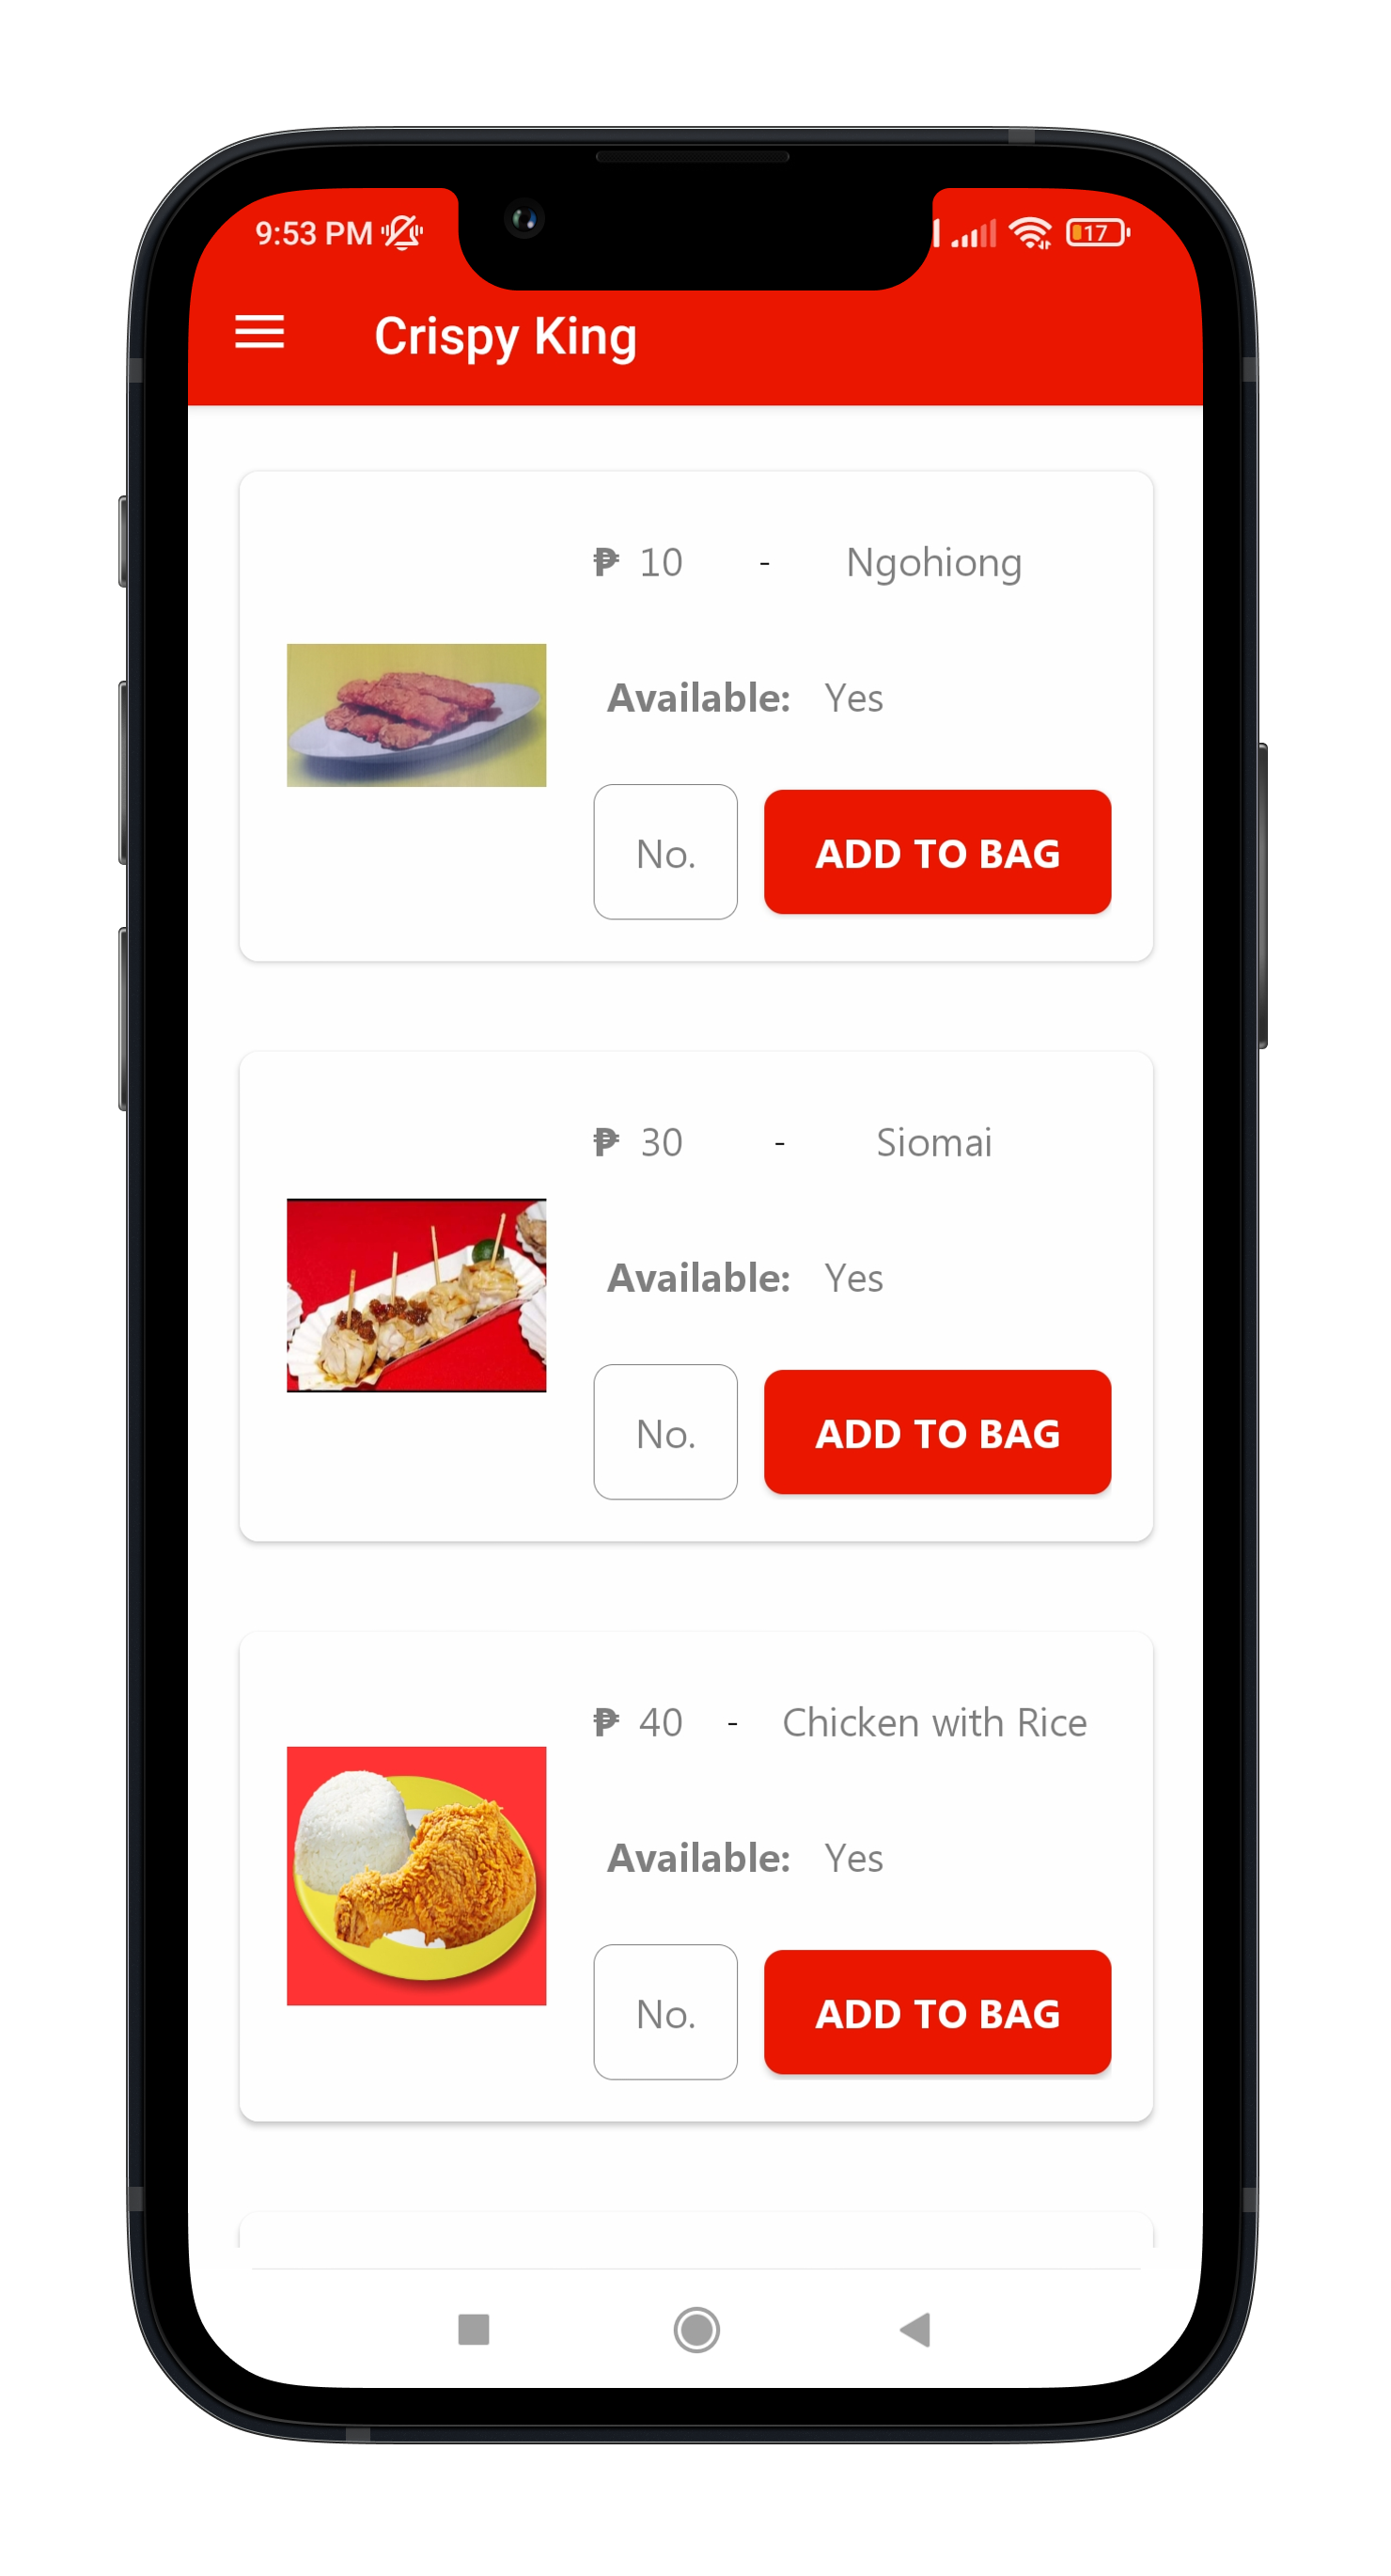 9:53 PM
17
Crispy King
₱ 10 - Ngohiong
Available: Yes
No. ADD TO BAG
₱ 30 - Siomai
Available: Yes
No. ADD TO BAG
₱ 40 - Chicken with Rice
Available: Yes
No. ADD TO BAG